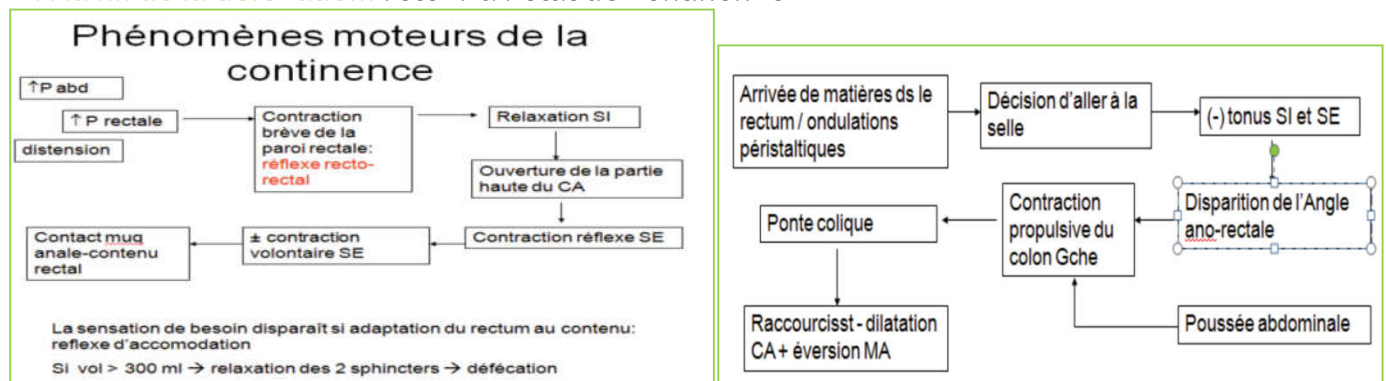 Phénomènes moteurs de la
continence
↑P abd
↑ P rectale
distension
Contraction
brève de la
paroi rectale:
réflexe recto-
rectal
Relaxation SI
Ouverture de la partie
haute du CA
Contraction réflexe SE
± contraction
volontaire SE
Contact muq
anale-contenu
rectal
La sensation de besoin disparaît si adaptation du rectum au contenu:
reflexe d'accomodation
Si vol > 300 ml → relaxation des 2 sphincters → défécation
Arrivée de matières ds le
rectum / ondulations
péristaltiques
Décision d'aller à la
selle
(-) tonus SI et SE
Disparition de l'Angle
ano-rectale
Contraction
propulsive du
colon Gche
Ponte colique
Poussée abdominale
Raccourcisst - dilatation
CA + éversion MA